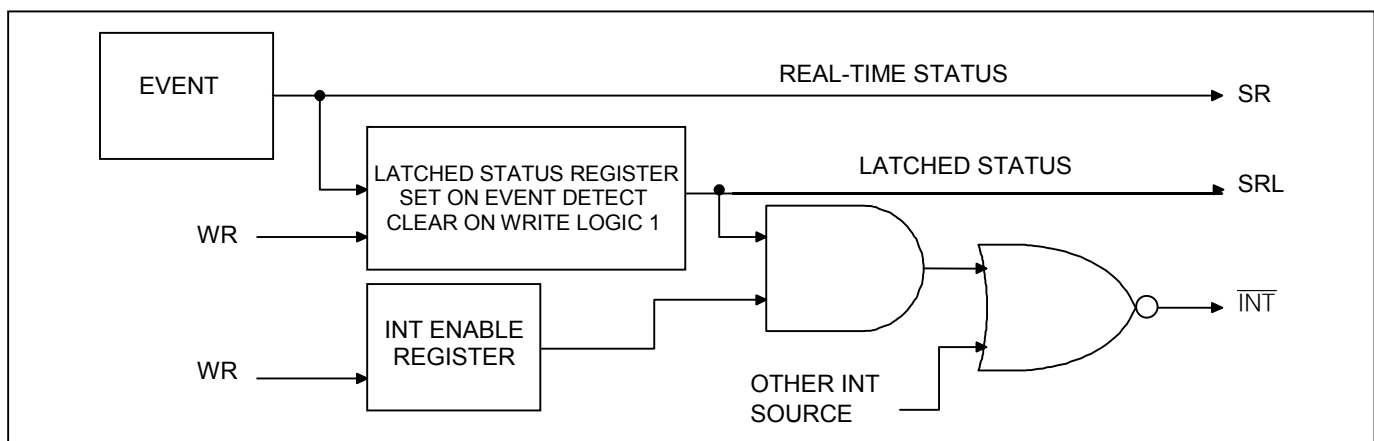 EVENT
REAL-TIME STATUS
SR
LATCHED STATUS REGISTER
SET ON EVENT DETECT
CLEAR ON WRITE LOGIC 1
LATCHED STATUS
SRL
WR
INT ENABLE
REGISTER
WR
OTHER INT
SOURCE
I̅N̅T̅